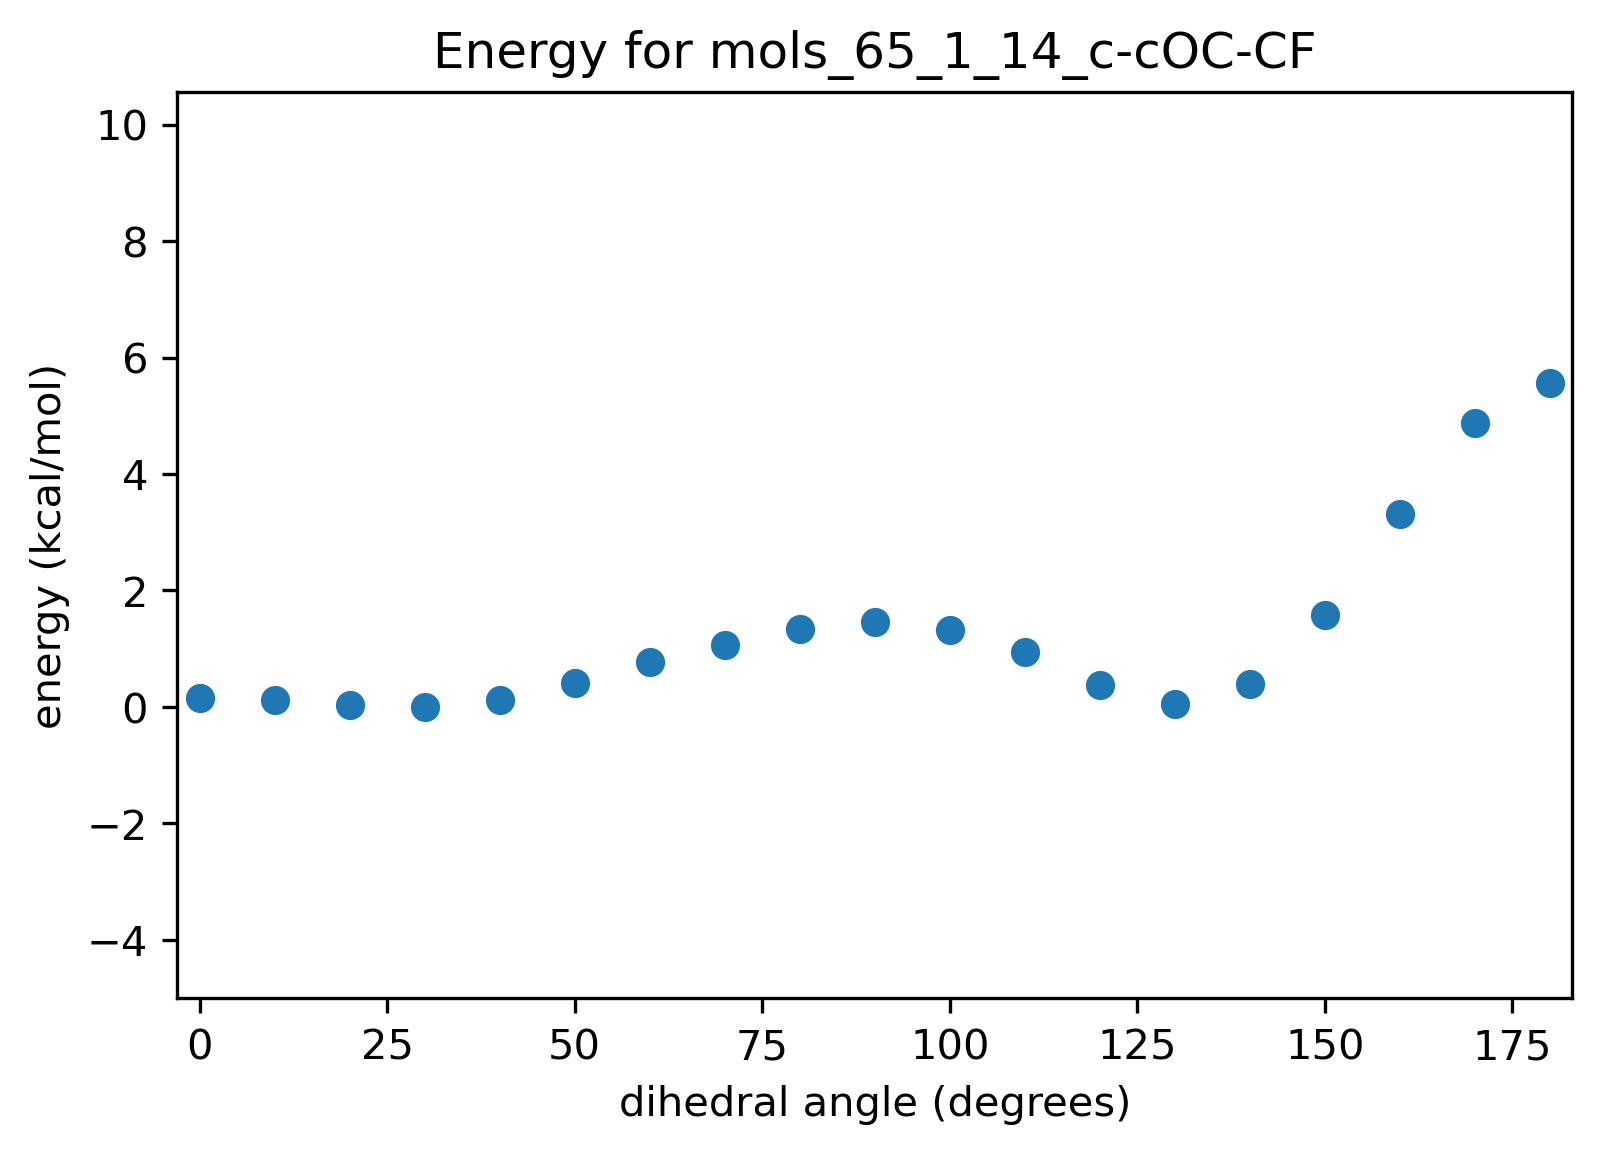 Energy for mols_65_1_14_c-cOC-CF
10
8
6
4
2
0
−2
−4
energy (kcal/mol)
0 25 50 75 100 125 150 175
dihedral angle (degrees)